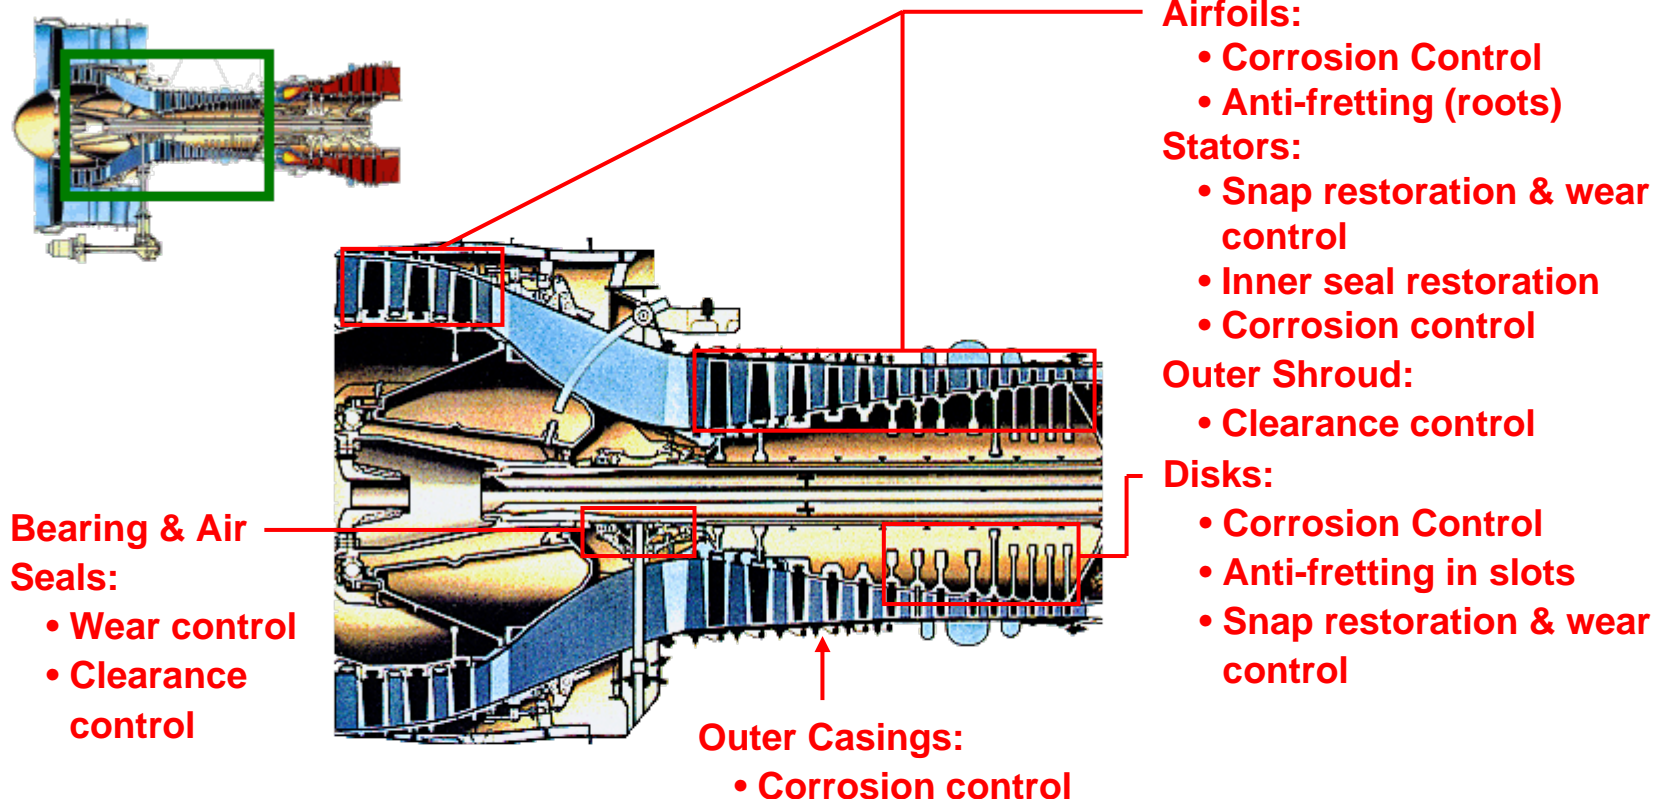 Airfoils:
• Corrosion Control
• Anti-fretting (roots)
Stators:
• Snap restoration & wear
control
• Inner seal restoration
• Corrosion control
Outer Shroud:
• Clearance control
Disks:
• Corrosion Control
• Anti-fretting in slots
• Snap restoration & wear
control
Bearing & Air
Seals:
• Wear control
• Clearance
control
Outer Casings:
• Corrosion control